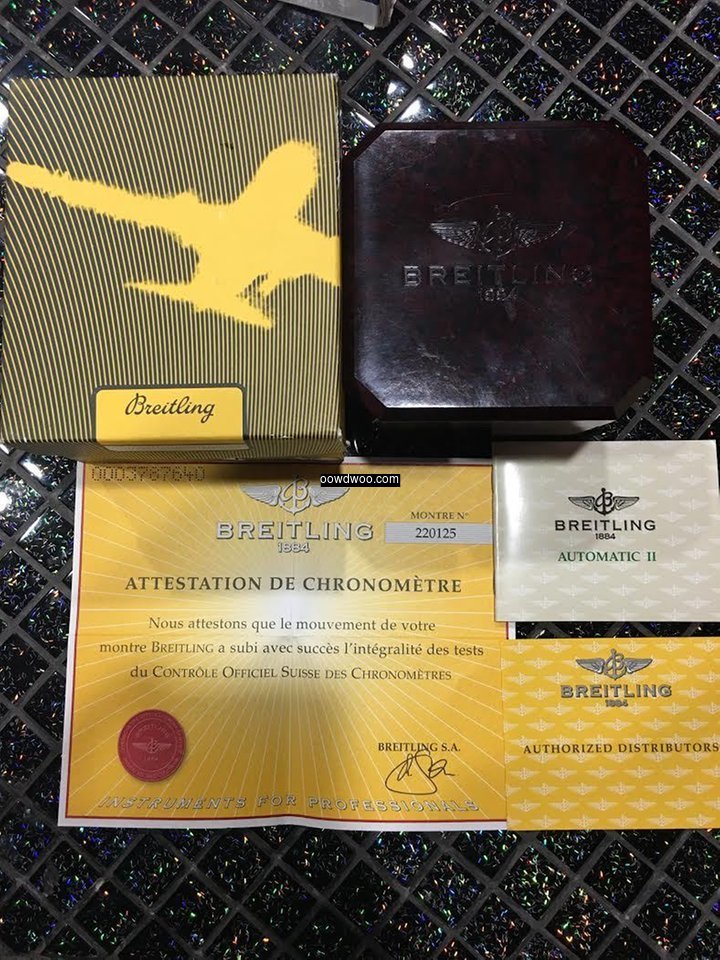 Breitling
BREITLING
1884
0003787640
oowdwoo.com
BREITLING
1884
MONTRE N°
220125
ATTESTATION DE CHRONOMÈTRE
Nous attestons que le mouvement de votre
montre BREITLING a subi avec succès l'intégralité des tests
du CONTRÔLE OFFICIEL SUISSE DES CHRONOMÈTRES
BREITLING
1884
BREITLING S.A.
INSTRUMENTS FOR PROFESSIONALS
BREITLING
1884
AUTOMATIC II
BREITLING
1884
AUTHORIZED DISTRIBUTORS